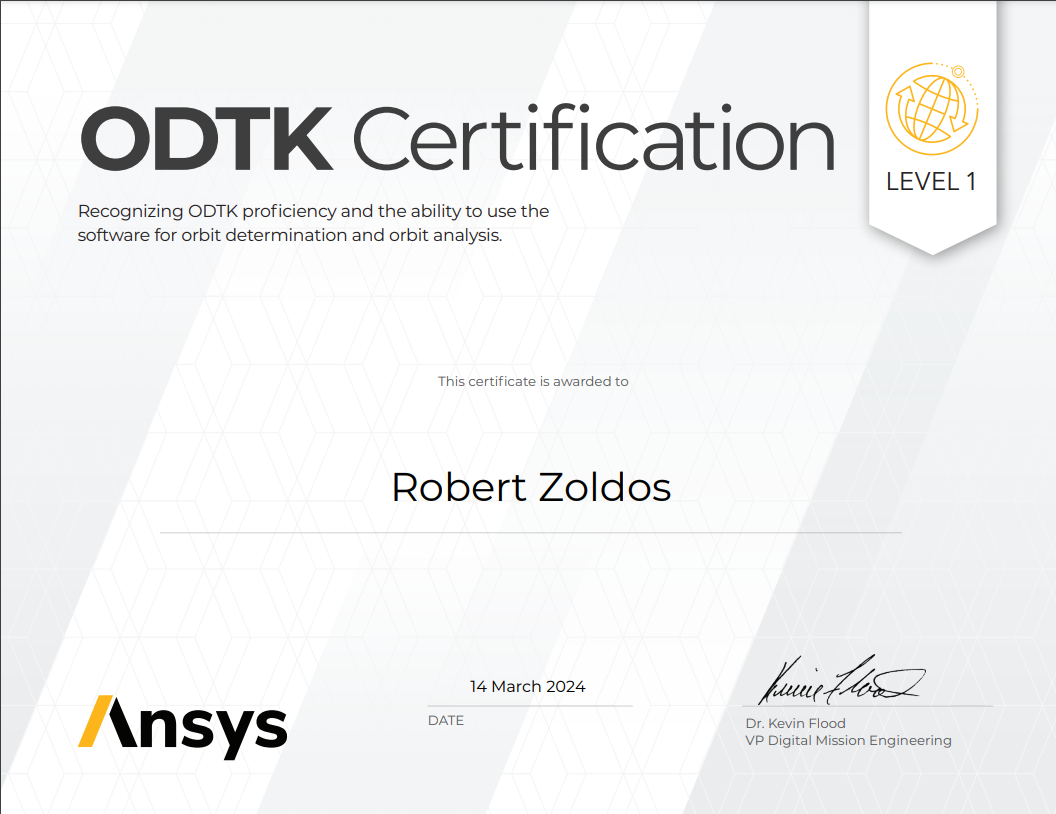 ODTK Certification
LEVEL 1
Recognizing ODTK proficiency and the ability to use the
software for orbit determination and orbit analysis.
This certificate is awarded to
Robert Zoldos
14 March 2024
DATE
Ansys
Kevin Flood
Dr. Kevin Flood
VP Digital Mission Engineering